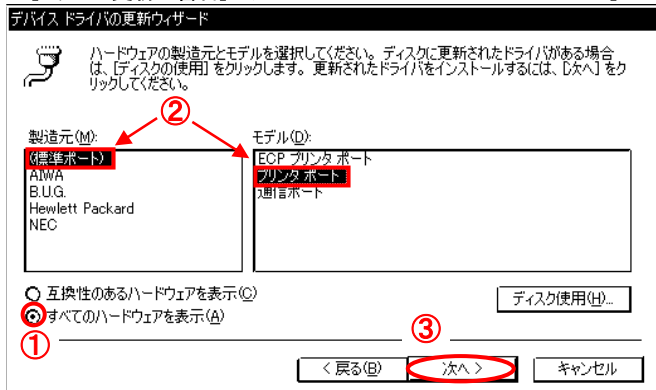 デバイス ドライバの更新ウィザード
ハードウェアの製造元とモデルを選択してください。ディスクに更新されたドライバがある場合
は、[ディスクの使用] をクリックします。更新されたドライバをインストールするには、[次へ] をク
リックしてください。
②
製造元(M): モデル(D):
(標準ポート) ECP プリンタ ポート
AIWA プリンタ ポート
B.U.G. 通信ポート
Hewlett Packard
NEC
互換性のあるハードウェアを表示(C) ディスク使用(H)...
すべてのハードウェアを表示(A)
① ③
< 戻る(B) 次へ > キャンセル